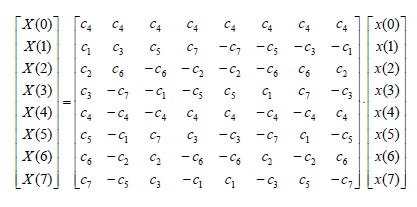 X(0) c₄ c₄ c₄ c₄ c₄ c₄ c₄ c₄ x(0)
X(1) c₁ c₃ c₅ c₇ −c₇ −c₅ −c₃ −c₁ x(1)
X(2) c₂ c₆ −c₆ −c₂ −c₂ −c₆ c₆ c₂ x(2)
X(3) c₃ −c₇ −c₁ −c₅ c₅ c₁ c₇ −c₃ x(3)
X(4) = c₄ −c₄ −c₄ c₄ c₄ −c₄ −c₄ c₄ · x(4)
X(5) c₅ −c₁ c₇ c₃ −c₃ −c₇ c₁ −c₅ x(5)
X(6) c₆ −c₂ c₂ −c₆ −c₆ c₂ −c₂ c₆ x(6)
X(7) c₇ −c₅ c₃ −c₁ c₁ −c₃ c₅ −c₇ x(7)